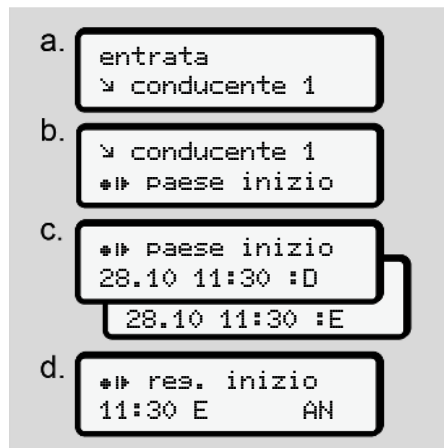 a.
entrata
conducente 1
b.
conducente 1
paese inizio
c.
paese inizio
28.10 11:30 :D
28.10 11:30 :E
d.
reg. inizio
11:30 E AN